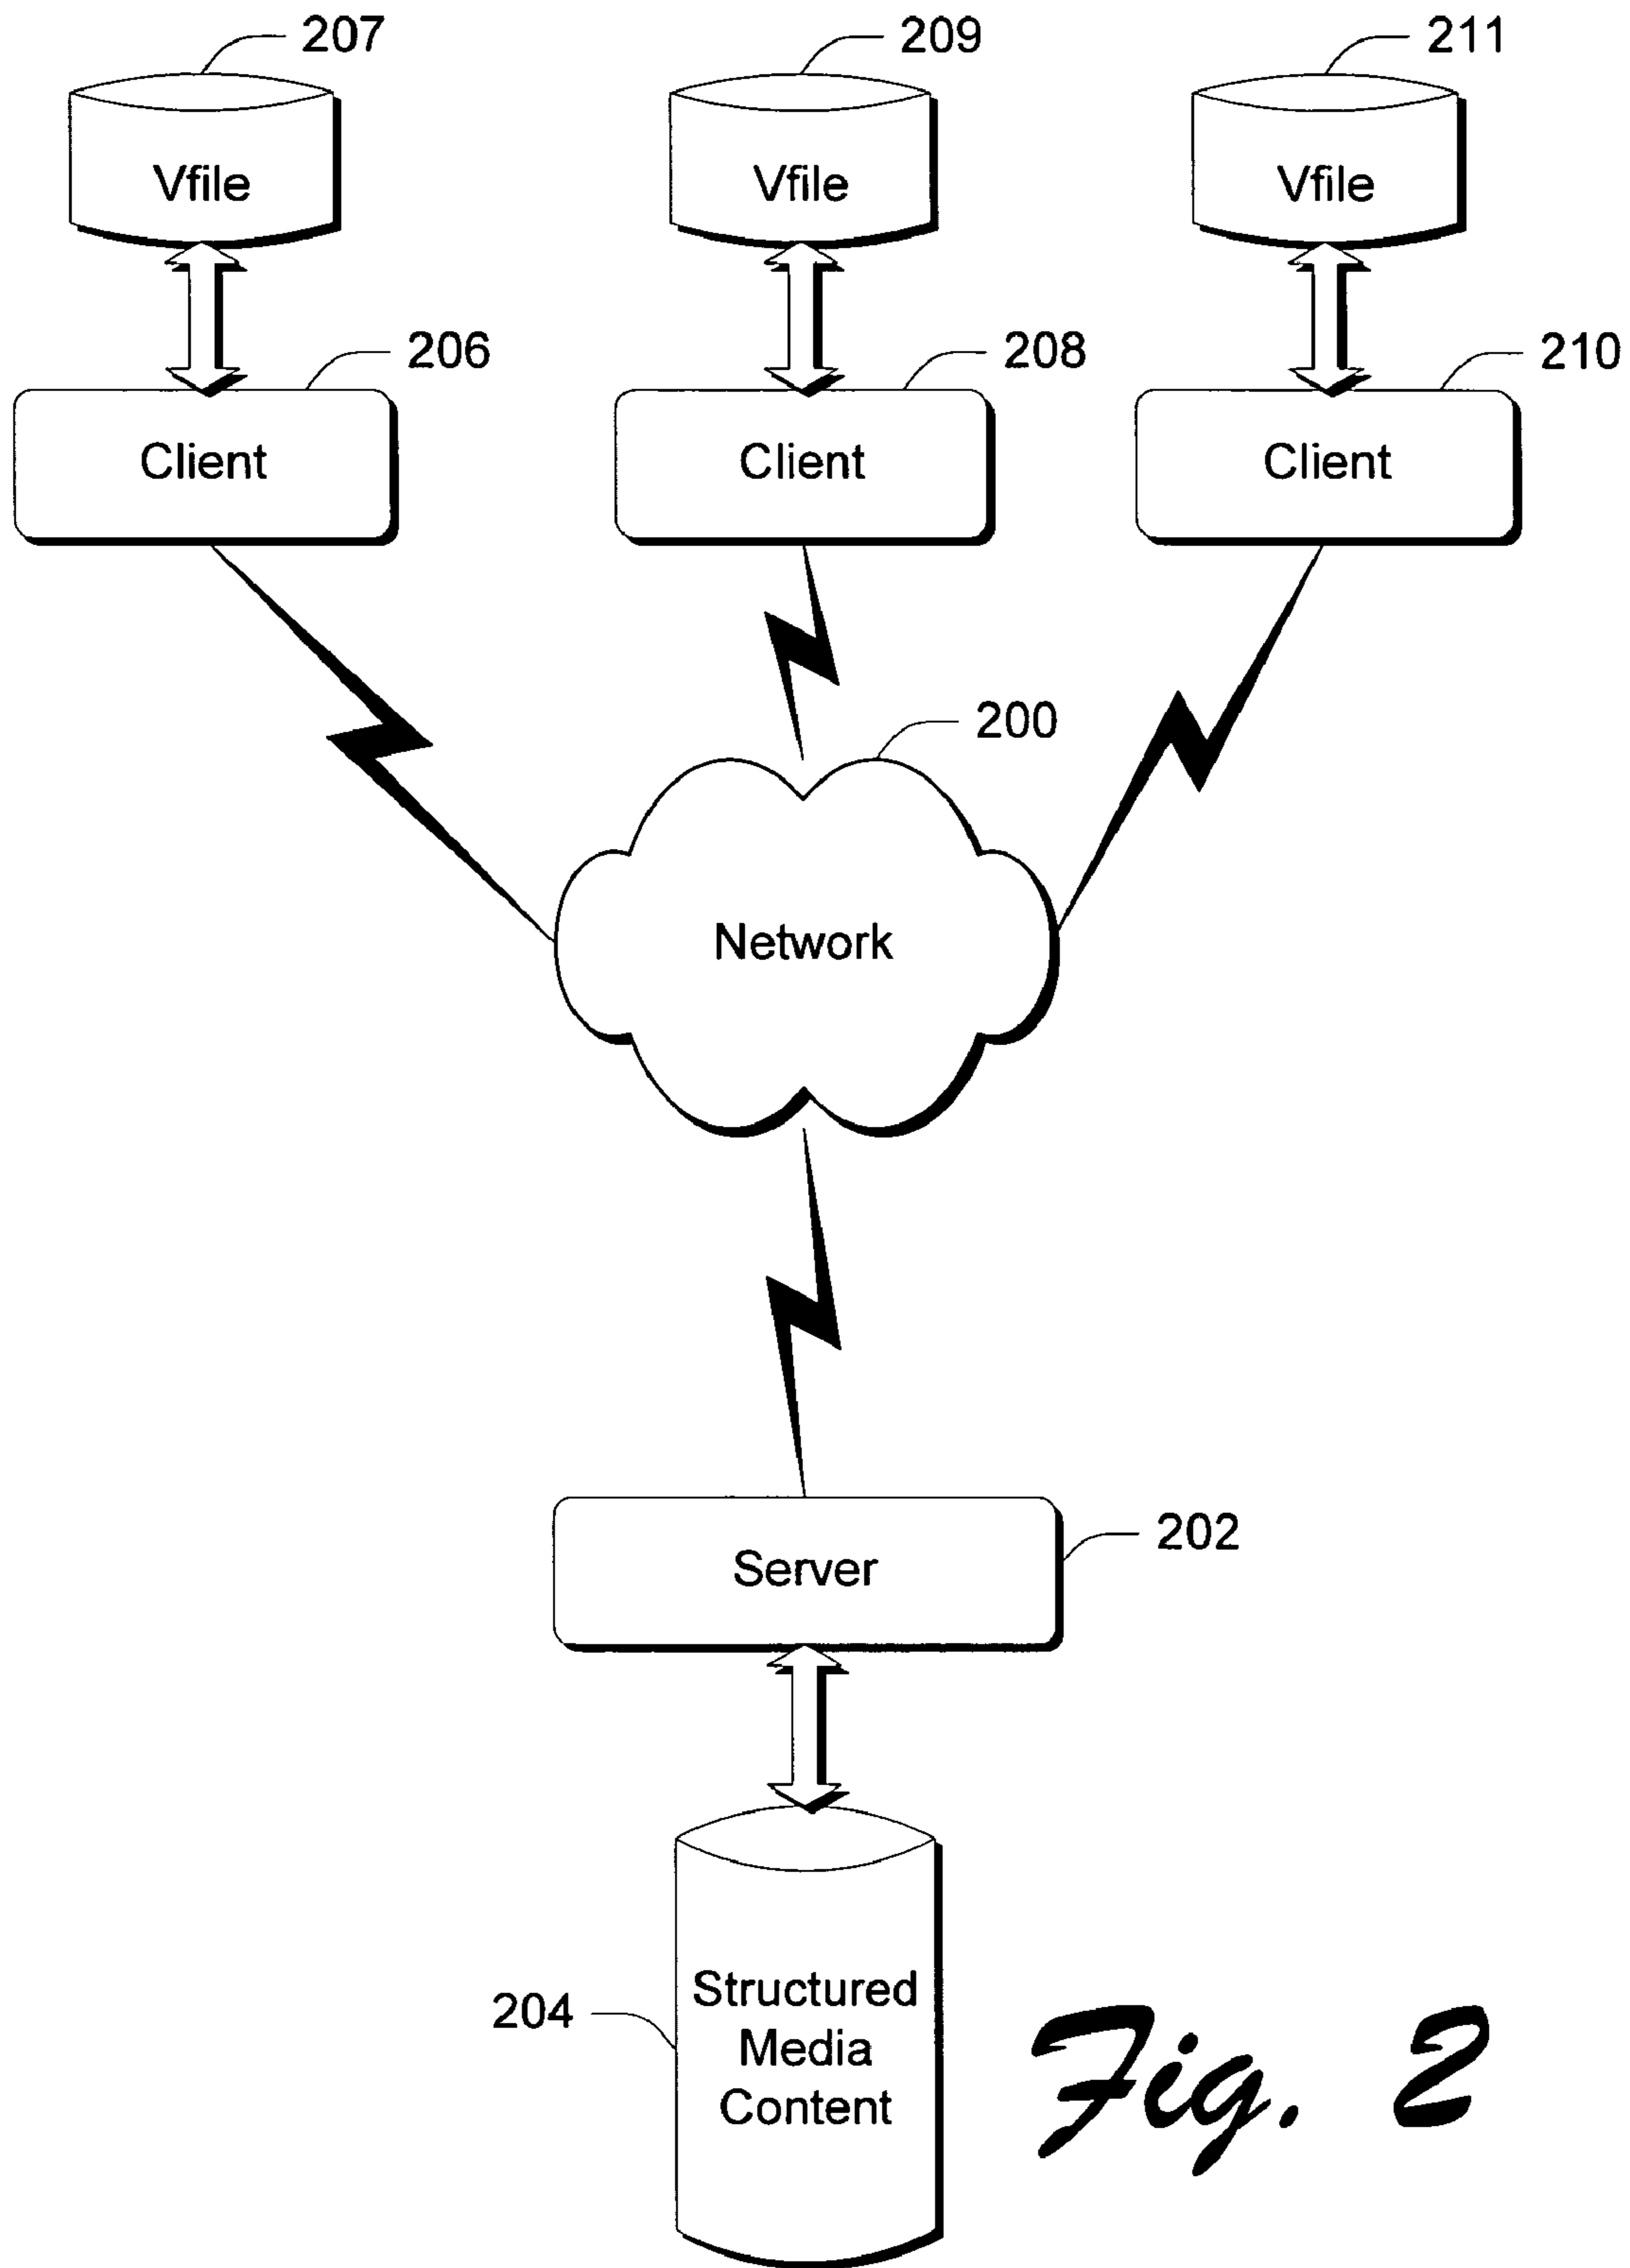 207
209
211
Vfile
Vfile
Vfile
206
208
210
Client
Client
Client
200
Network
202
Server
204
Structured
Media
Content
Fig. 2